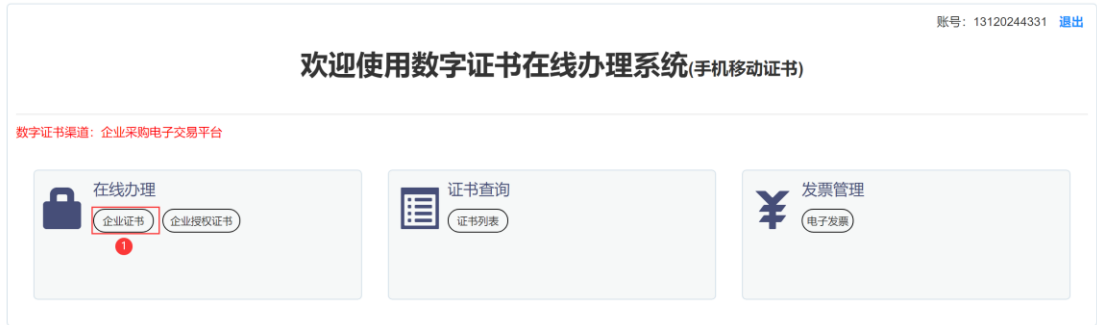 账号：13120244331 退出
欢迎使用数字证书在线办理系统(手机移动证书)
数字证书渠道：企业采购电子交易平台
在线办理
企业证书 企业授权证书
1
证书查询
证书列表
发票管理
电子发票